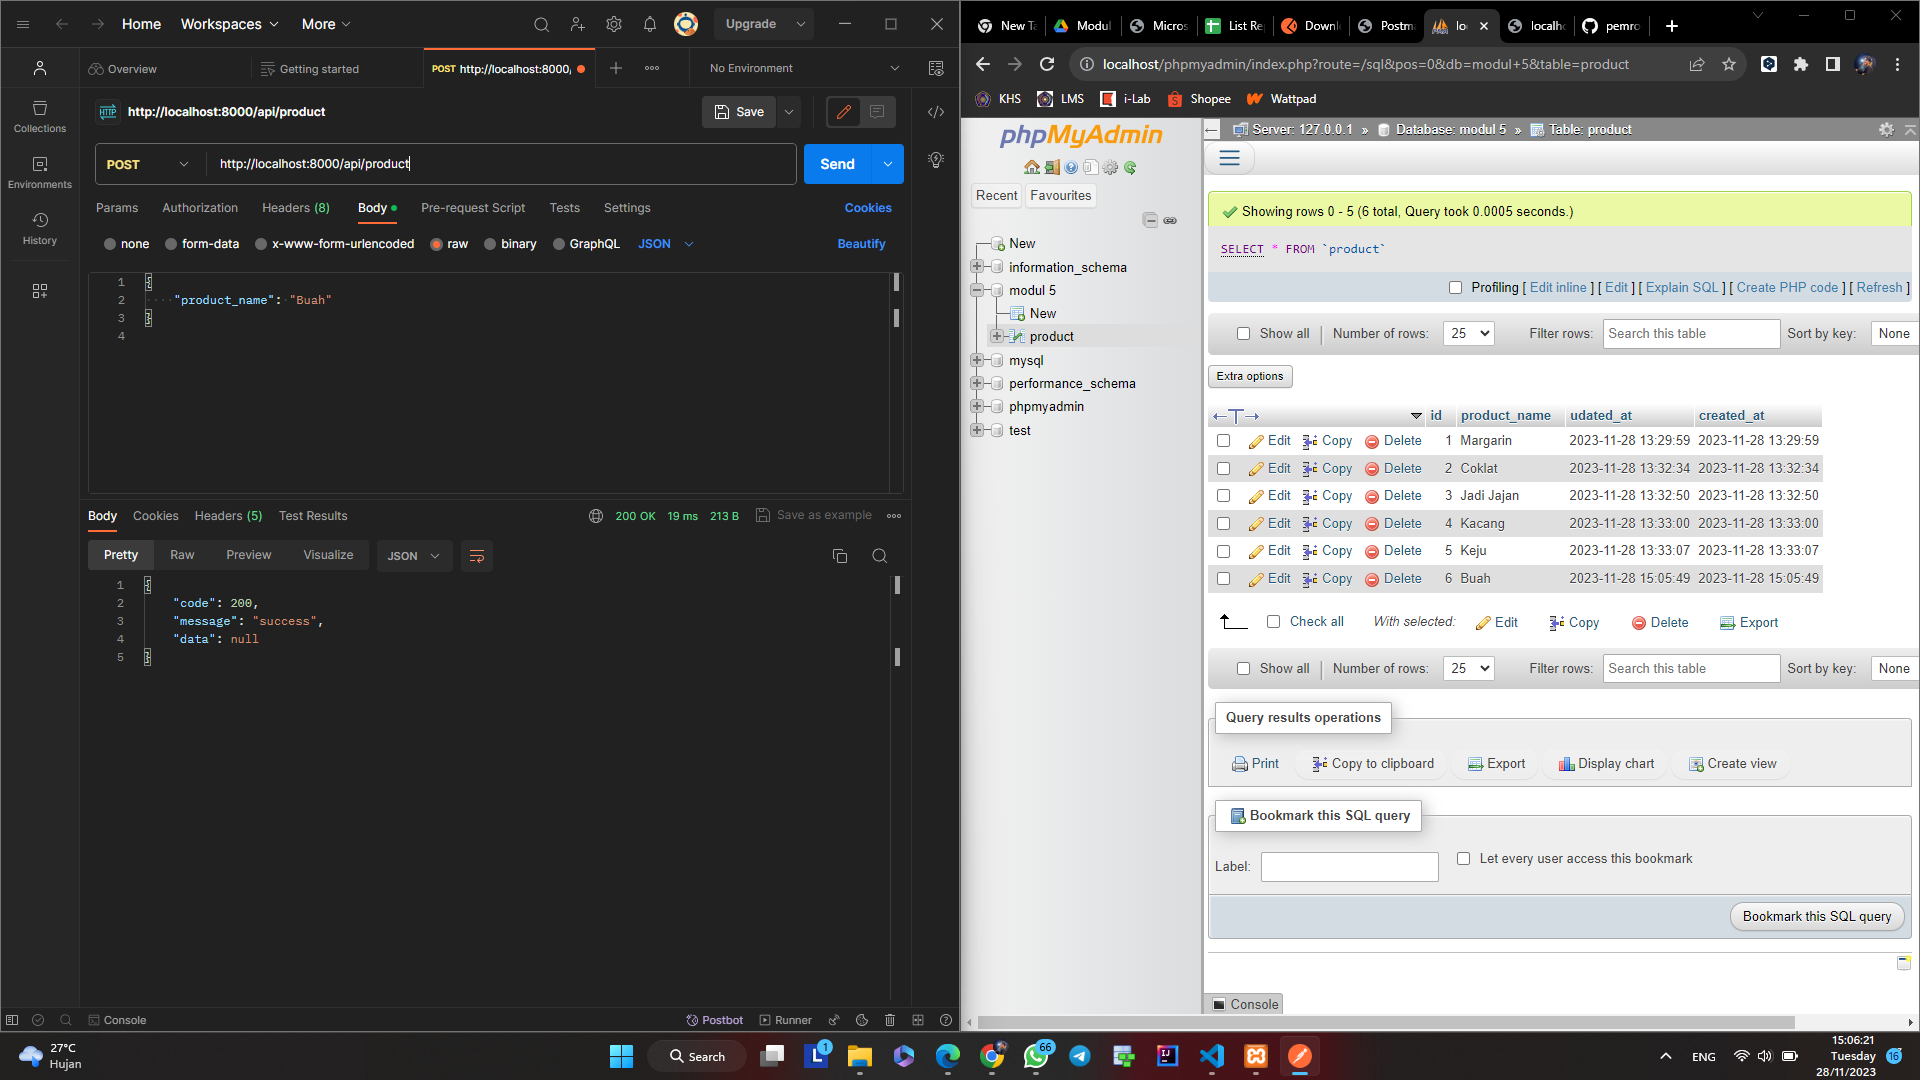 Home Workspaces More Upgrade
Overview Getting started POST http://localhost:8000/ No Environment
http://localhost:8000/api/product Save
Collections
Environments
History
POST http://localhost:8000/api/product Send
Params Authorization Headers (8) Body Pre-request Script Tests Settings Cookies
none form-data x-www-form-urlencoded raw binary GraphQL JSON Beautify
1 {
2 "product_name": "Buah"
3 }
4
Body Cookies Headers (5) Test Results 200 OK 19 ms 213 B Save as example
Pretty Raw Preview Visualize JSON
1 {
2 "code": 200,
3 "message": "success",
4 "data": null
5 }
Console Postbot Runner
New Ta Modul Micros List Re Downl Postm lo localh pemro
localhost/phpmyadmin/index.php?route=/sql&pos=0&db=modul+5&table=product
KHS LMS i-Lab Shopee Wattpad
phpMyAdmin
Recent Favourites
New
information_schema
modul 5
New
product
mysql
performance_schema
phpmyadmin
test
Server: 127.0.0.1 » Database: modul 5 » Table: product
Showing rows 0 - 5 (6 total, Query took 0.0005 seconds.)
SELECT * FROM `product`
Profiling [ Edit inline ] [ Edit ] [ Explain SQL ] [ Create PHP code ] [ Refresh ]
Show all Number of rows: 25 Filter rows: Search this table Sort by key: None
Extra options
←T→ id product_name udated_at created_at
Edit Copy Delete 1 Margarin 2023-11-28 13:29:59 2023-11-28 13:29:59
Edit Copy Delete 2 Coklat 2023-11-28 13:32:34 2023-11-28 13:32:34
Edit Copy Delete 3 Jadi Jajan 2023-11-28 13:32:50 2023-11-28 13:32:50
Edit Copy Delete 4 Kacang 2023-11-28 13:33:00 2023-11-28 13:33:00
Edit Copy Delete 5 Keju 2023-11-28 13:33:07 2023-11-28 13:33:07
Edit Copy Delete 6 Buah 2023-11-28 15:05:49 2023-11-28 15:05:49
Check all With selected: Edit Copy Delete Export
Show all Number of rows: 25 Filter rows: Search this table Sort by key: None
Query results operations
Print Copy to clipboard Export Display chart Create view
Bookmark this SQL query
Label: Let every user access this bookmark
Bookmark this SQL query
Console
27°C
Hujan
Search 1 66
ENG
15:06:21
Tuesday
28/11/2023
16